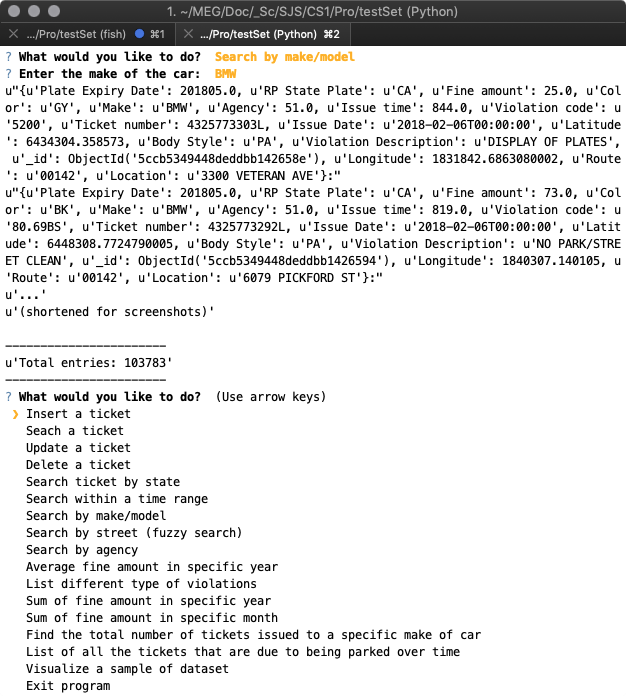 1. ~/MEG/Doc/_Sc/SJS/CS1/Pro/testSet (Python)
.../Pro/testSet (fish) ⌘1 .../Pro/testSet (Python) ⌘2
? What would you like to do? Search by make/model
? Enter the make of the car: BMW
u"{u'Plate Expiry Date': 201805.0, u'RP State Plate': u'CA', u'Fine amount': 25.0, u'Col
or': u'GY', u'Make': u'BMW', u'Agency': 51.0, u'Issue time': 844.0, u'Violation code': u
'5200', u'Ticket number': 4325773303L, u'Issue Date': u'2018-02-06T00:00:00', u'Latitude
': 6434304.358573, u'Body Style': u'PA', u'Violation Description': u'DISPLAY OF PLATES',
u'_id': ObjectId('5ccb5349448deddbb142658e'), u'Longitude': 1831842.6863080002, u'Route
': u'00142', u'Location': u'3300 VETERAN AVE'}:"
u"{u'Plate Expiry Date': 201805.0, u'RP State Plate': u'CA', u'Fine amount': 73.0, u'Col
or': u'BK', u'Make': u'BMW', u'Agency': 51.0, u'Issue time': 819.0, u'Violation code': u
'80.69BS', u'Ticket number': 4325773292L, u'Issue Date': u'2018-02-06T00:00:00', u'Latit
ude': 6448308.7724790005, u'Body Style': u'PA', u'Violation Description': u'NO PARK/STRE
ET CLEAN', u'_id': ObjectId('5ccb5349448deddbb1426594'), u'Longitude': 1840307.140105, u
'Route': u'00142', u'Location': u'6079 PICKFORD ST'}:"
u'...'
u'(shortened for screenshots)'
-----------------------
u'Total entries: 103783'
-----------------------
? What would you like to do? (Use arrow keys)
❯ Insert a ticket
Seach a ticket
Update a ticket
Delete a ticket
Search ticket by state
Search within a time range
Search by make/model
Search by street (fuzzy search)
Search by agency
Average fine amount in specific year
List different type of violations
Sum of fine amount in specific year
Sum of fine amount in specific month
Find the total number of tickets issued to a specific make of car
List of all the tickets that are due to being parked over time
Visualize a sample of dataset
Exit program